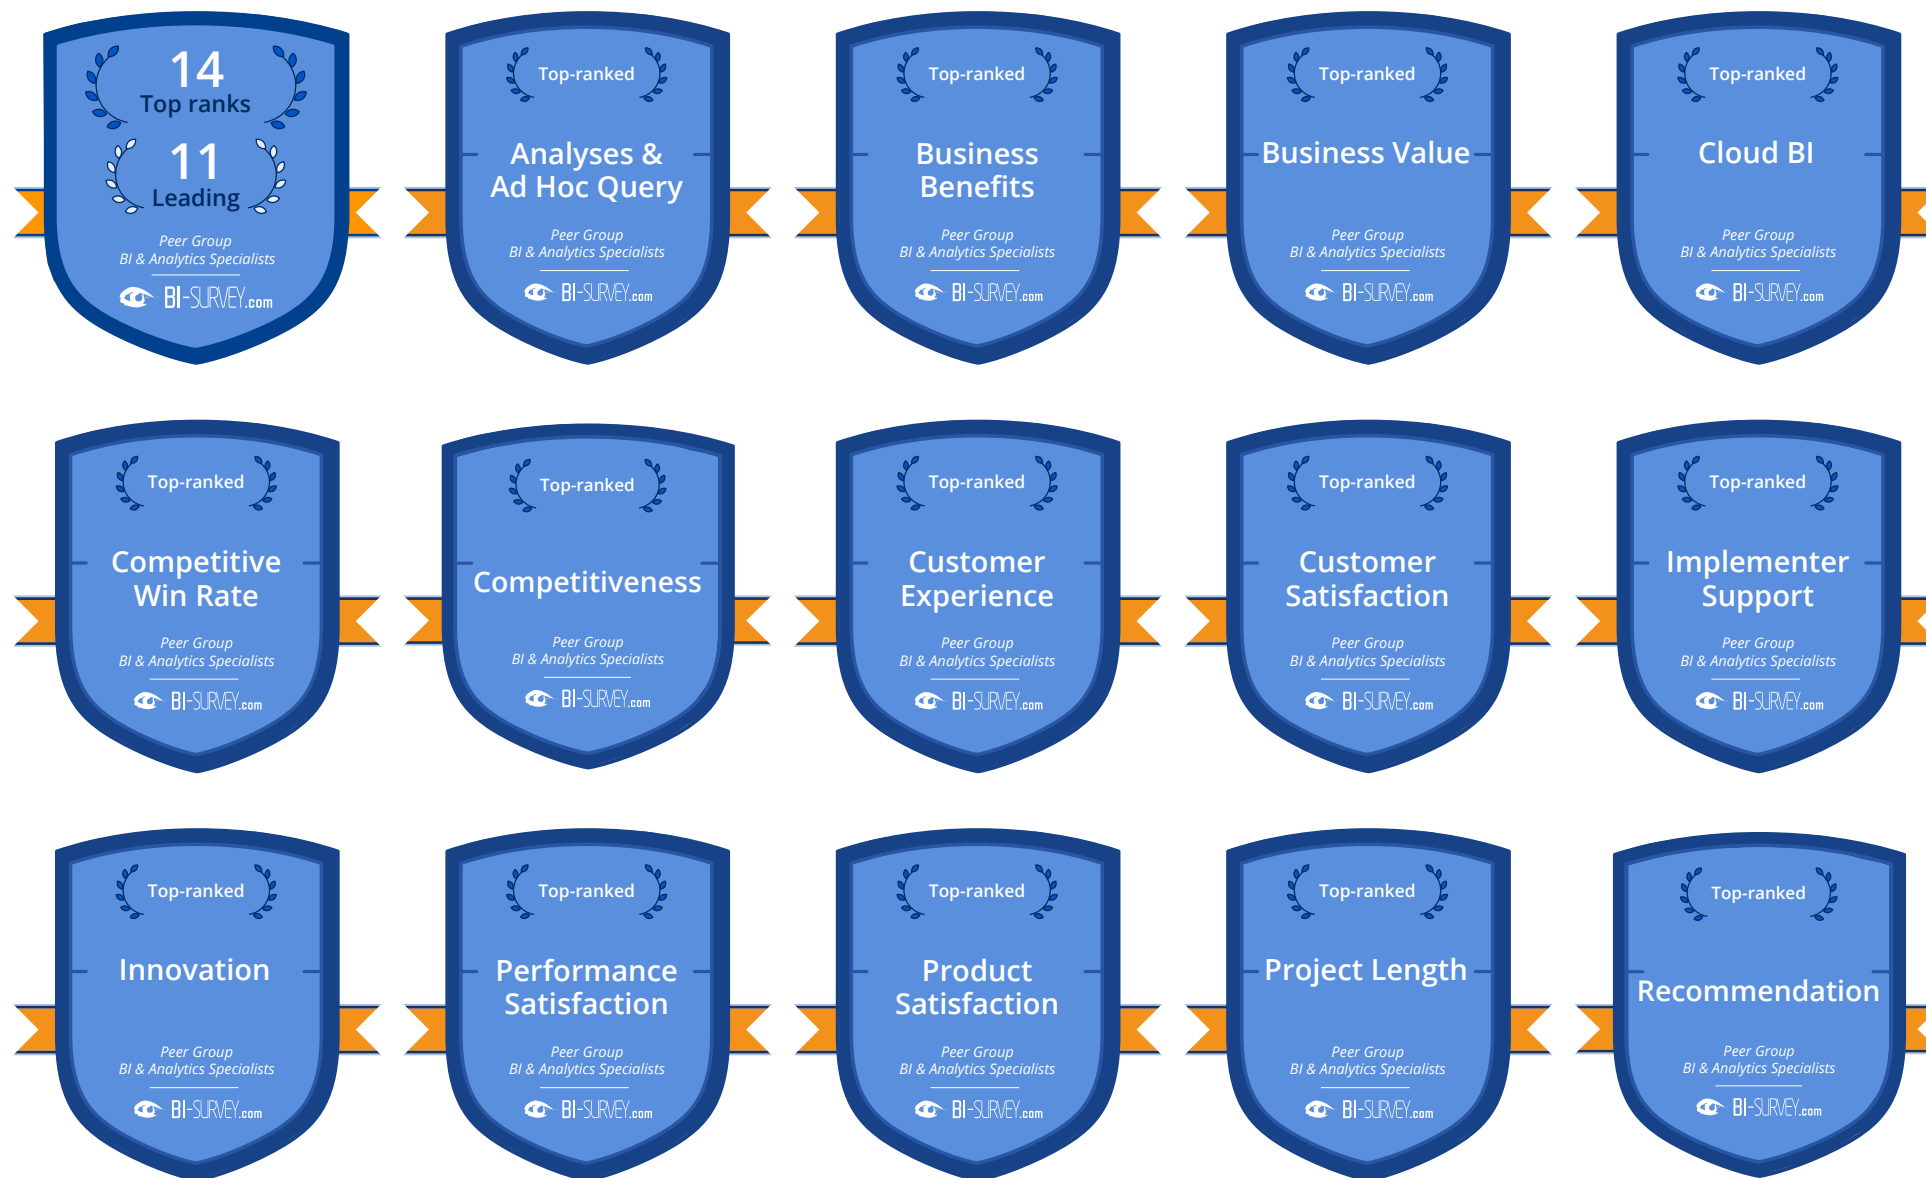 14
Top ranks
11
Leading
Peer Group
BI & Analytics Specialists
BI-SURVEY.com
Top-ranked
Analyses &
Ad Hoc Query
Peer Group
BI & Analytics Specialists
BI-SURVEY.com
Top-ranked
Business
Benefits
Peer Group
BI & Analytics Specialists
BI-SURVEY.com
Top-ranked
Business Value
Peer Group
BI & Analytics Specialists
BI-SURVEY.com
Top-ranked
Cloud BI
Peer Group
BI & Analytics Specialists
BI-SURVEY.com
Top-ranked
Competitive
Win Rate
Peer Group
BI & Analytics Specialists
BI-SURVEY.com
Top-ranked
Competitiveness
Peer Group
BI & Analytics Specialists
BI-SURVEY.com
Top-ranked
Customer
Experience
Peer Group
BI & Analytics Specialists
BI-SURVEY.com
Top-ranked
Customer
Satisfaction
Peer Group
BI & Analytics Specialists
BI-SURVEY.com
Top-ranked
Implementer
Support
Peer Group
BI & Analytics Specialists
BI-SURVEY.com
Top-ranked
Innovation
Peer Group
BI & Analytics Specialists
BI-SURVEY.com
Top-ranked
Performance
Satisfaction
Peer Group
BI & Analytics Specialists
BI-SURVEY.com
Top-ranked
Product
Satisfaction
Peer Group
BI & Analytics Specialists
BI-SURVEY.com
Top-ranked
Project Length
Peer Group
BI & Analytics Specialists
BI-SURVEY.com
Top-ranked
Recommendation
Peer Group
BI & Analytics Specialists
BI-SURVEY.com